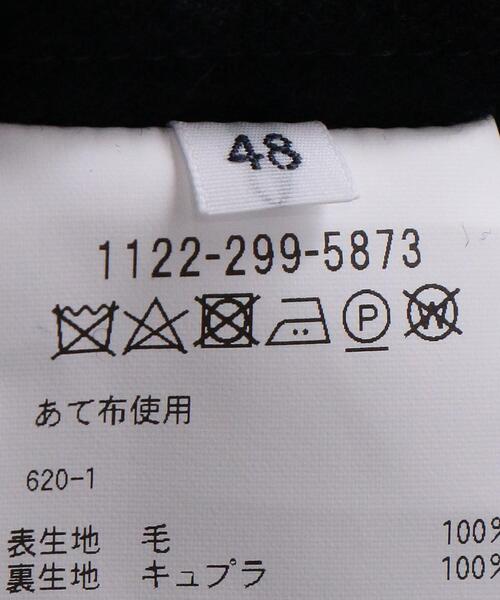 48
1122-299-5873
P W
あて布使用
620-1
表生地 毛 100%
裏生地 キュプラ 100%